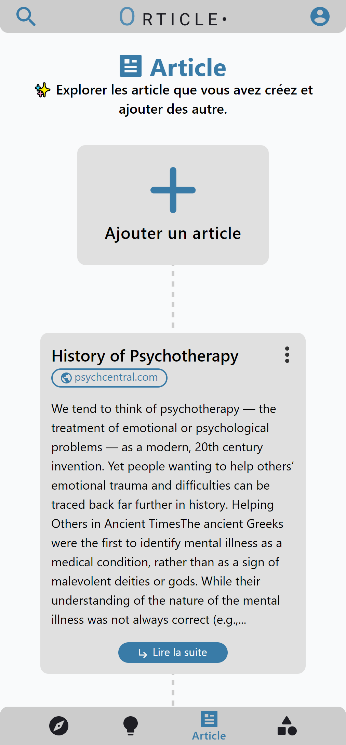 ORTICLE•
Article
✨ Explorer les article que vous avez créez et
ajouter des autre.
Ajouter un article
History of Psychotherapy
psychcentral.com
We tend to think of psychotherapy — the
treatment of emotional or psychological
problems — as a modern, 20th century
invention. Yet people wanting to help others'
emotional trauma and difficulties can be
traced back far further in history. Helping
Others in Ancient TimesThe ancient Greeks
were the first to identify mental illness as a
medical condition, rather than as a sign of
malevolent deities or gods. While their
understanding of the nature of the mental
illness was not always correct (e.g.,...
Lire la suite
Article